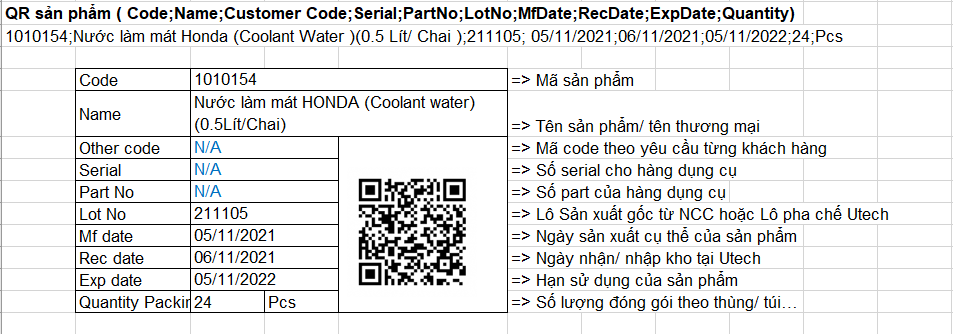 QR sản phẩm ( Code;Name;Customer Code;Serial;PartNo;LotNo;MfDate;RecDate;ExpDate;Quantity)
1010154;Nước làm mát Honda (Coolant Water )(0.5 Lít/ Chai );211105; 05/11/2021;06/11/2021;05/11/2022;24;Pcs
Code 1010154 => Mã sản phẩm
Name Nước làm mát HONDA (Coolant water)
(0.5Lít/Chai) => Tên sản phẩm/ tên thương mại
Other code N/A => Mã code theo yêu cầu từng khách hàng
Serial N/A => Số serial cho hàng dụng cụ
Part No N/A => Số part của hàng dụng cụ
Lot No 211105 => Lô Sản xuất gốc từ NCC hoặc Lô pha chế Utech
Mf date 05/11/2021 => Ngày sản xuất cụ thể của sản phẩm
Rec date 06/11/2021 => Ngày nhận/ nhập kho tại Utech
Exp date 05/11/2022 => Hạn sử dụng của sản phẩm
Quantity Packin 24 Pcs => Số lượng đóng gói theo thùng/ túi…